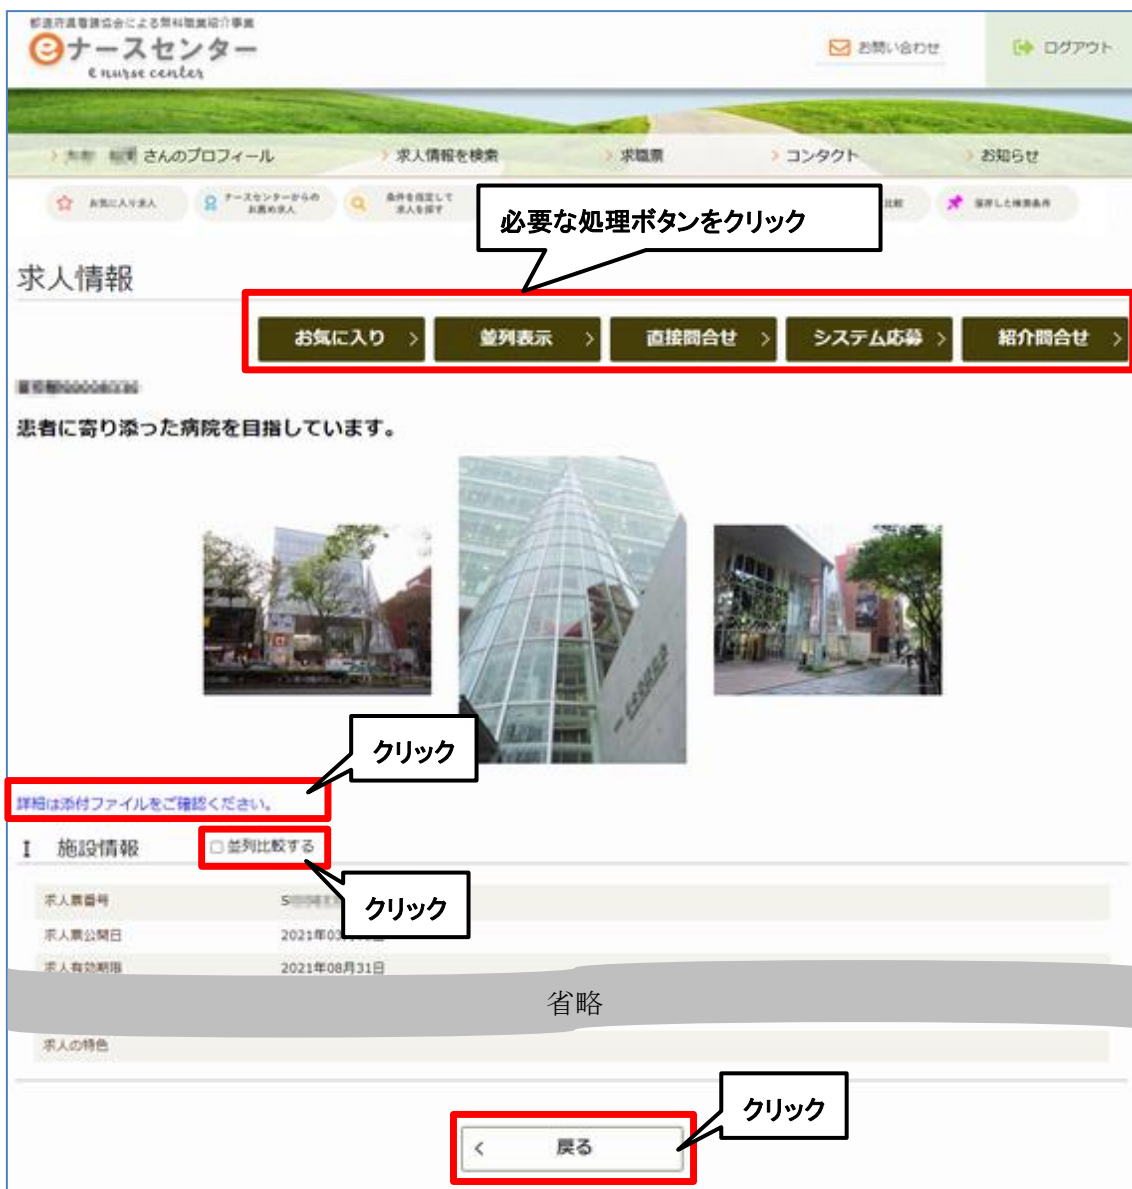 都道府県看護協会による無料職業紹介事業
eナースセンター
e nurse center
お問い合わせ
ログアウト
さんのプロフィール
求人情報を検索
求職票
コンタクト
お知らせ
お気に入り求人
ナースセンターからの
お薦め求人
条件を指定して
求人を探す
比較
保存した検索条件
必要な処理ボタンをクリック
求人情報
お気に入り >
並列表示 >
直接問合せ >
システム応募 >
紹介問合せ >
患者に寄り添った病院を目指しています。
クリック
詳細は添付ファイルをご確認ください。
I 施設情報
並列比較する
クリック
求人票番号 S
求人票公開日 2021年03月
求人有効期限 2021年08月31日
省略
求人の特色
クリック
< 戻る